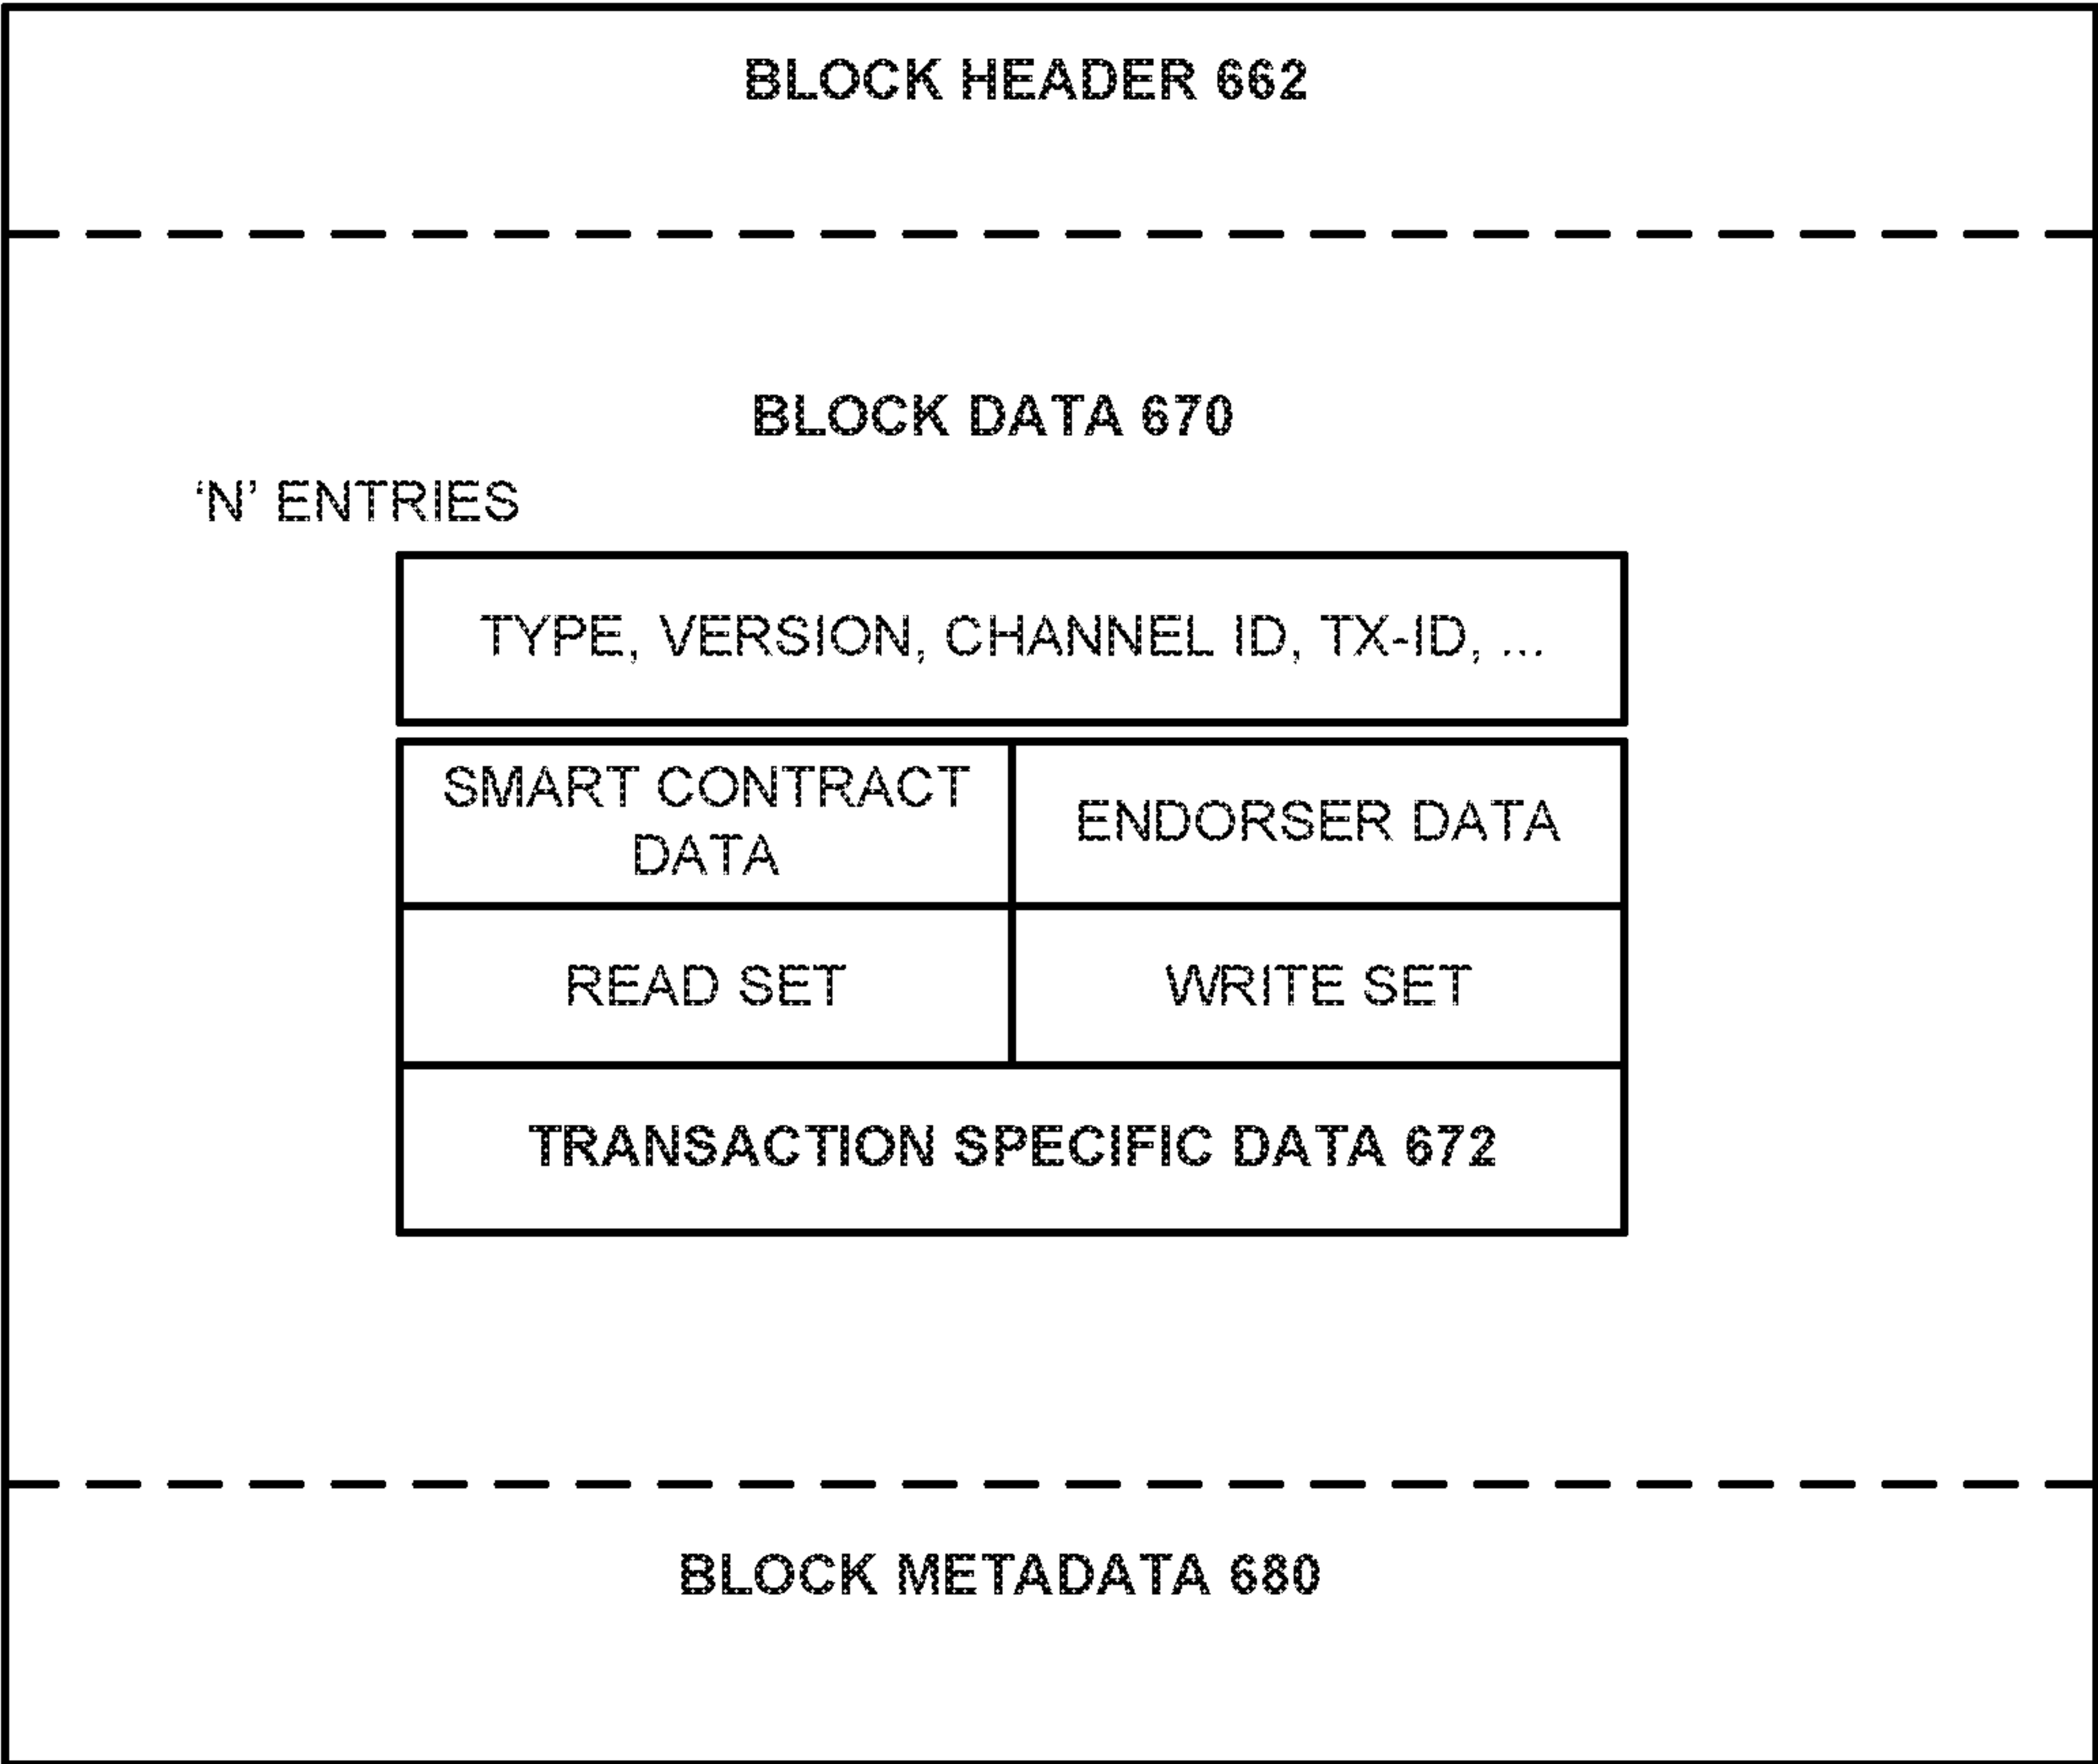 BLOCK HEADER 662
BLOCK DATA 670
‘N’ ENTRIES
TYPE, VERSION, CHANNEL ID, TX-ID, ...
SMART CONTRACT
DATA
ENDORSER DATA
READ SET
WRITE SET
TRANSACTION SPECIFIC DATA 672
BLOCK METADATA 680